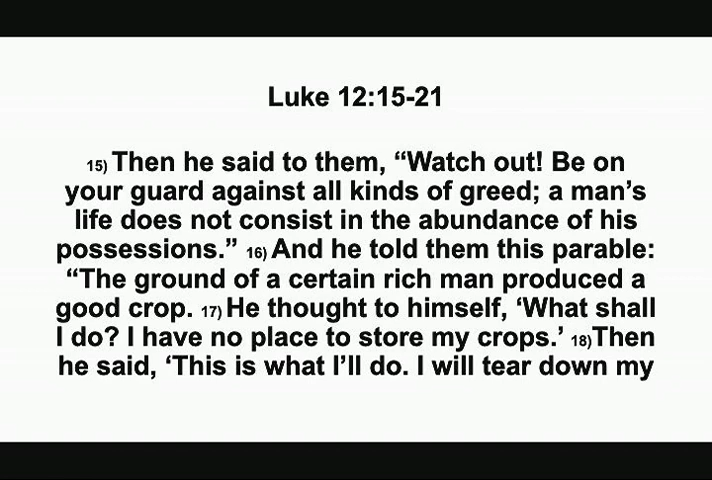 Luke 12:15-21
15) Then he said to them, “Watch out! Be on
your guard against all kinds of greed; a man’s
life does not consist in the abundance of his
possessions.” 16) And he told them this parable:
“The ground of a certain rich man produced a
good crop. 17) He thought to himself, ‘What shall
I do? I have no place to store my crops.’ 18)Then
he said, ‘This is what I’ll do. I will tear down my